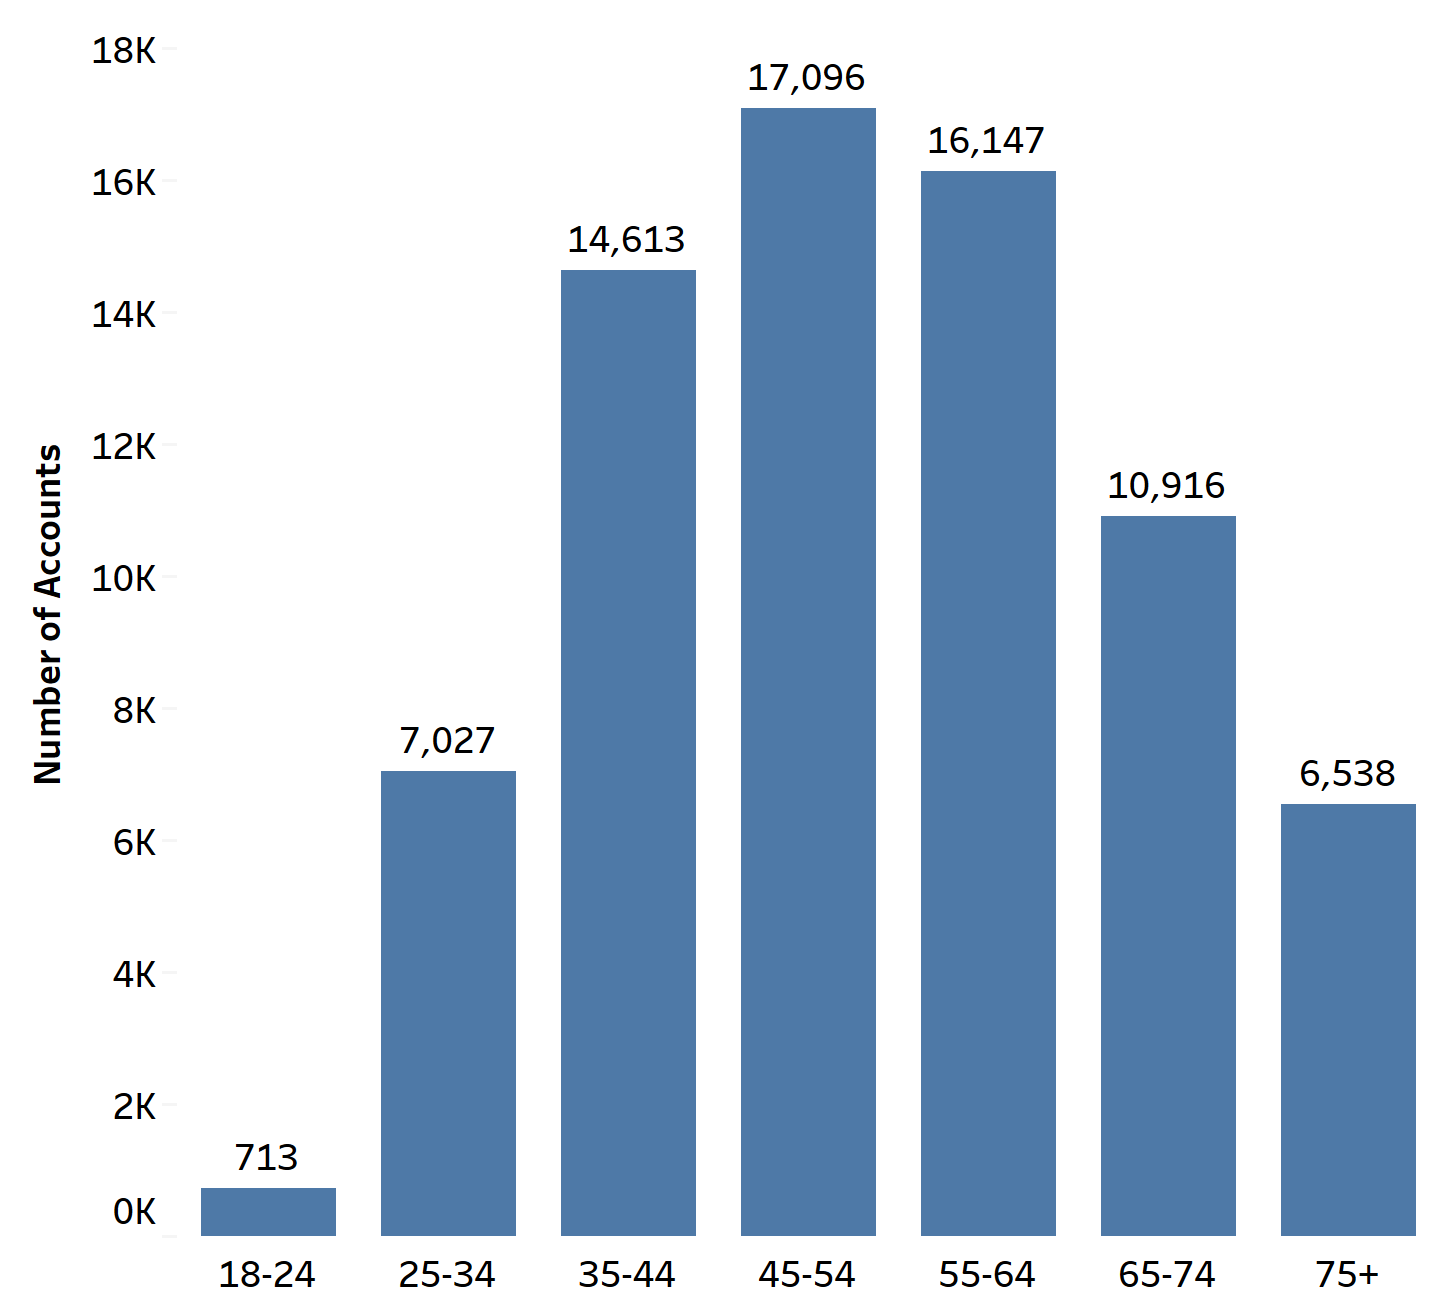 Number of Accounts
18K
16K
14K
12K
10K
8K
6K
4K
2K
0K
713
7,027
14,613
17,096
16,147
10,916
6,538
18-24
25-34
35-44
45-54
55-64
65-74
75+